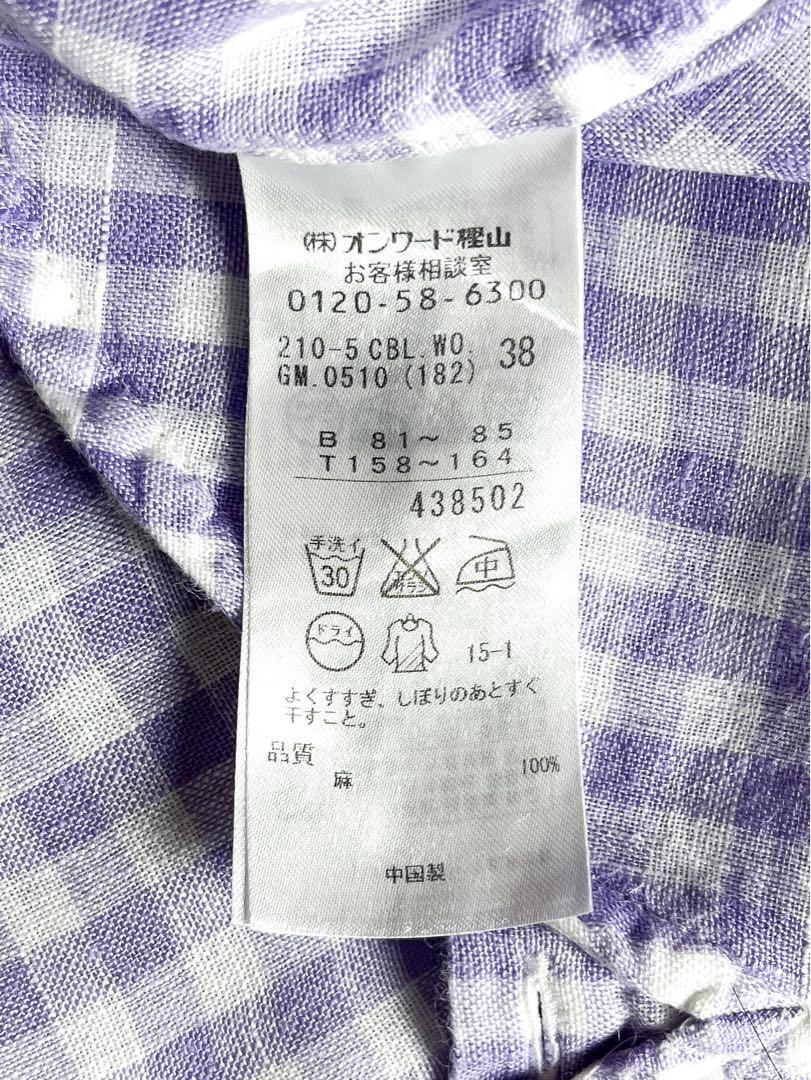 (株)オンワード樫山
お客様相談室
0120-58-6300
210-5 CBL.WO. 38
GM.0510 (182)
B 81～ 85
T158～164
438502
手洗イ
30
中
ドライ
15-1
よくすすぎ、しぼりのあとすぐ
干すこと。
品質
麻 100%
中国製